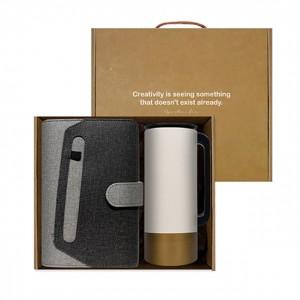 Creativity is seeing something
that doesn't exist already.